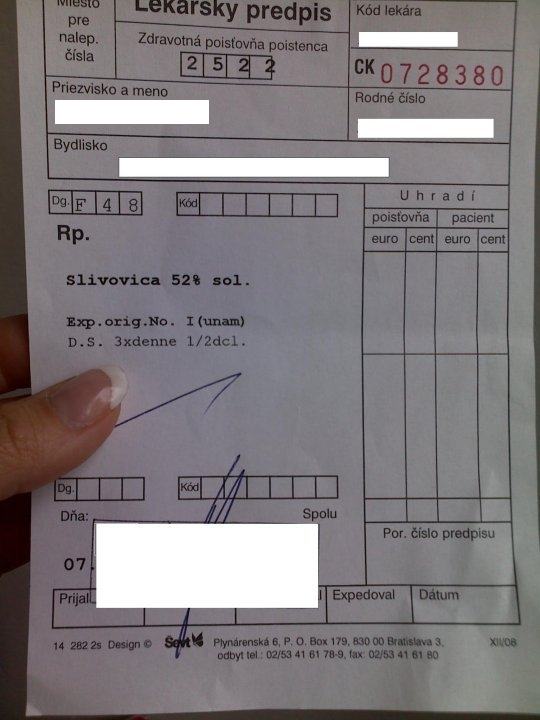 Miesto
pre
nalep.
čísla
Lekársky predpis
Zdravotná poisťovňa poistenca
2 5 2 2
Kód lekára
CK 0728380
Priezvisko a meno
Rodné číslo
Bydlisko
Dg. F 4 8
Kód
Uhradí
poisťovňa pacient
euro cent euro cent
Rp.
Slivovica 52% sol.
Exp.orig.No. I(unam)
D.S. 3xdenne 1/2dcl.
Dg.
Kód
Dňa:
Spolu
07.
Por. číslo predpisu
Prijal
Expedoval
Dátum
14 282 2s Design © Ševt Plynárenská 6, P. O. Box 179, 830 00 Bratislava 3, XII/08
odbyt tel.: 02/53 41 61 78-9, fax: 02/53 41 61 80